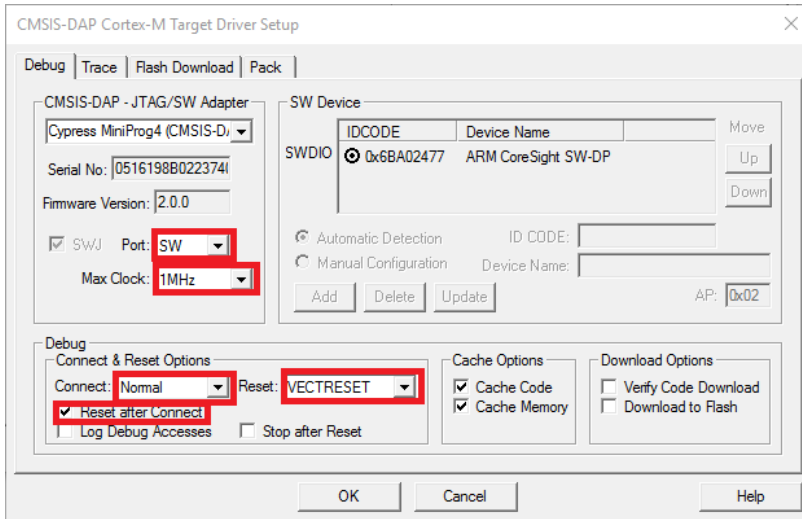 CMSIS-DAP Cortex-M Target Driver Setup
Debug Trace Flash Download Pack
CMSIS-DAP - JTAG/SW Adapter
Cypress MiniProg4 (CMSIS-D
Serial No: 0516198B0223740
Firmware Version: 2.0.0
SWJ Port: SW
Max Clock: 1MHz
SW Device
IDCODE Device Name
SWDIO 0x6BA02477 ARM CoreSight SW-DP
Move
Up
Down
Automatic Detection ID CODE:
Manual Configuration Device Name:
Add Delete Update AP: 0x02
Debug
Connect & Reset Options
Connect: Normal Reset: VECTRESET
Reset after Connect
Log Debug Accesses Stop after Reset
Cache Options
Cache Code
Cache Memory
Download Options
Verify Code Download
Download to Flash
OK Cancel Help